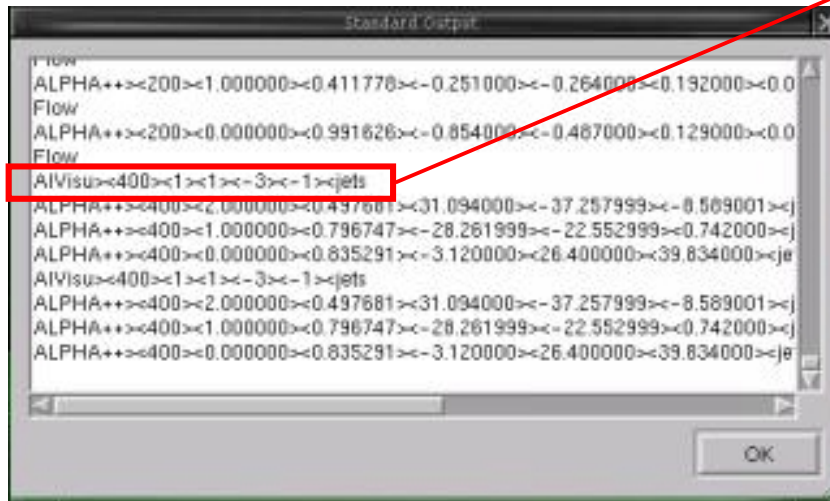 Standard Output
Flow
ALPHA++><200><1.000000><0.411778><-0.251000><-0.264000><0.192000><0.0
Flow
ALPHA++><200><0.000000><0.991626><-0.854000><-0.487000><0.129000><0.0
Flow
AlVisu><400><1><1><-3><-1><jets
ALPHA++><400><2.000000><0.497681><31.094000><-37.257999><-8.589001><j
ALPHA++><400><1.000000><0.796747><-28.261999><-22.552999><0.742000><j
ALPHA++><400><0.000000><0.835291><-3.120000><26.400000><39.834000><je
AlVisu><400><1><1><-3><-1><jets
ALPHA++><400><2.000000><0.497681><31.094000><-37.257999><-8.589001><j
ALPHA++><400><1.000000><0.796747><-28.261999><-22.552999><0.742000><j
ALPHA++><400><0.000000><0.835291><-3.120000><26.400000><39.834000><je
OK